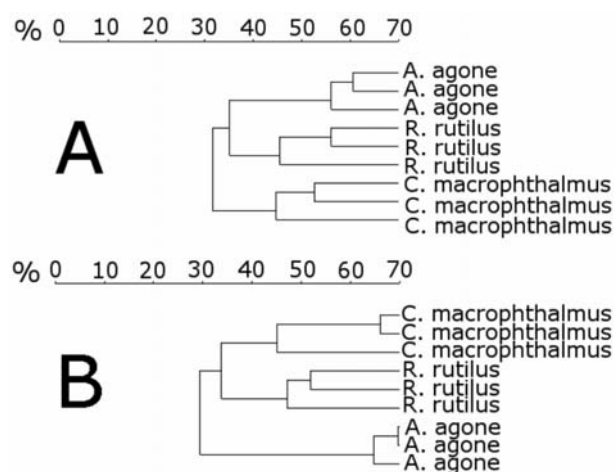 % 0 10 20 30 40 50 60 70
A
A. agone
A. agone
A. agone
R. rutilus
R. rutilus
R. rutilus
C. macrophthalmus
C. macrophthalmus
C. macrophthalmus
% 0 10 20 30 40 50 60 70
B
C. macrophthalmus
C. macrophthalmus
C. macrophthalmus
R. rutilus
R. rutilus
R. rutilus
A. agone
A. agone
A. agone